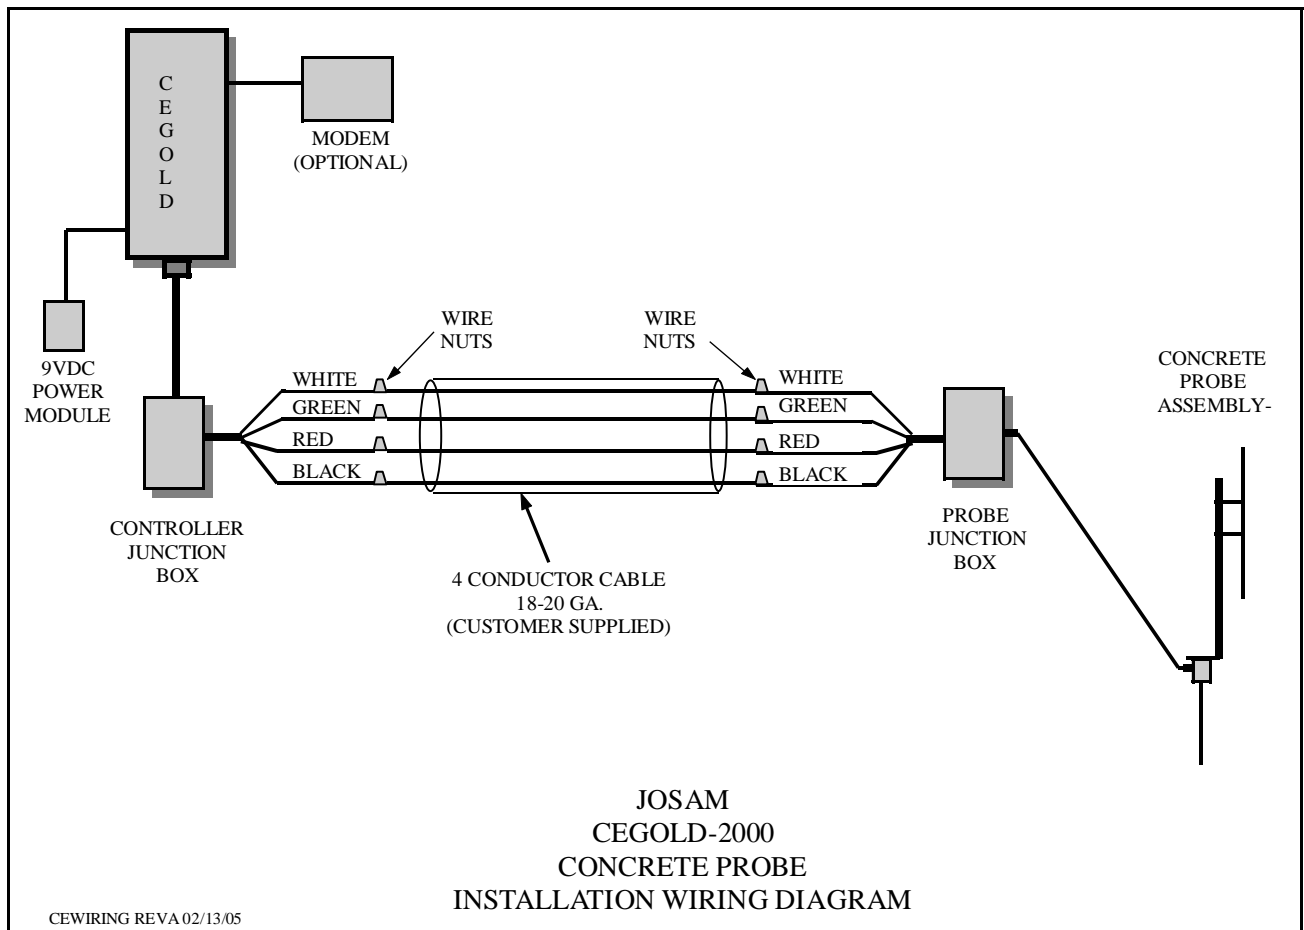 C
E
G
O
L
D
MODEM
(OPTIONAL)
9VDC
POWER
MODULE
WIRE
NUTS
WIRE
NUTS
CONCRETE
PROBE
ASSEMBLY-
WHITE
GREEN
RED
BLACK
WHITE
GREEN
RED
BLACK
CONTROLLER
JUNCTION
BOX
PROBE
JUNCTION
BOX
4 CONDUCTOR CABLE
18-20 GA.
(CUSTOMER SUPPLIED)
JOSAM
CEGOLD-2000
CONCRETE PROBE
INSTALLATION WIRING DIAGRAM
CEWIRING REVA 02/13/05